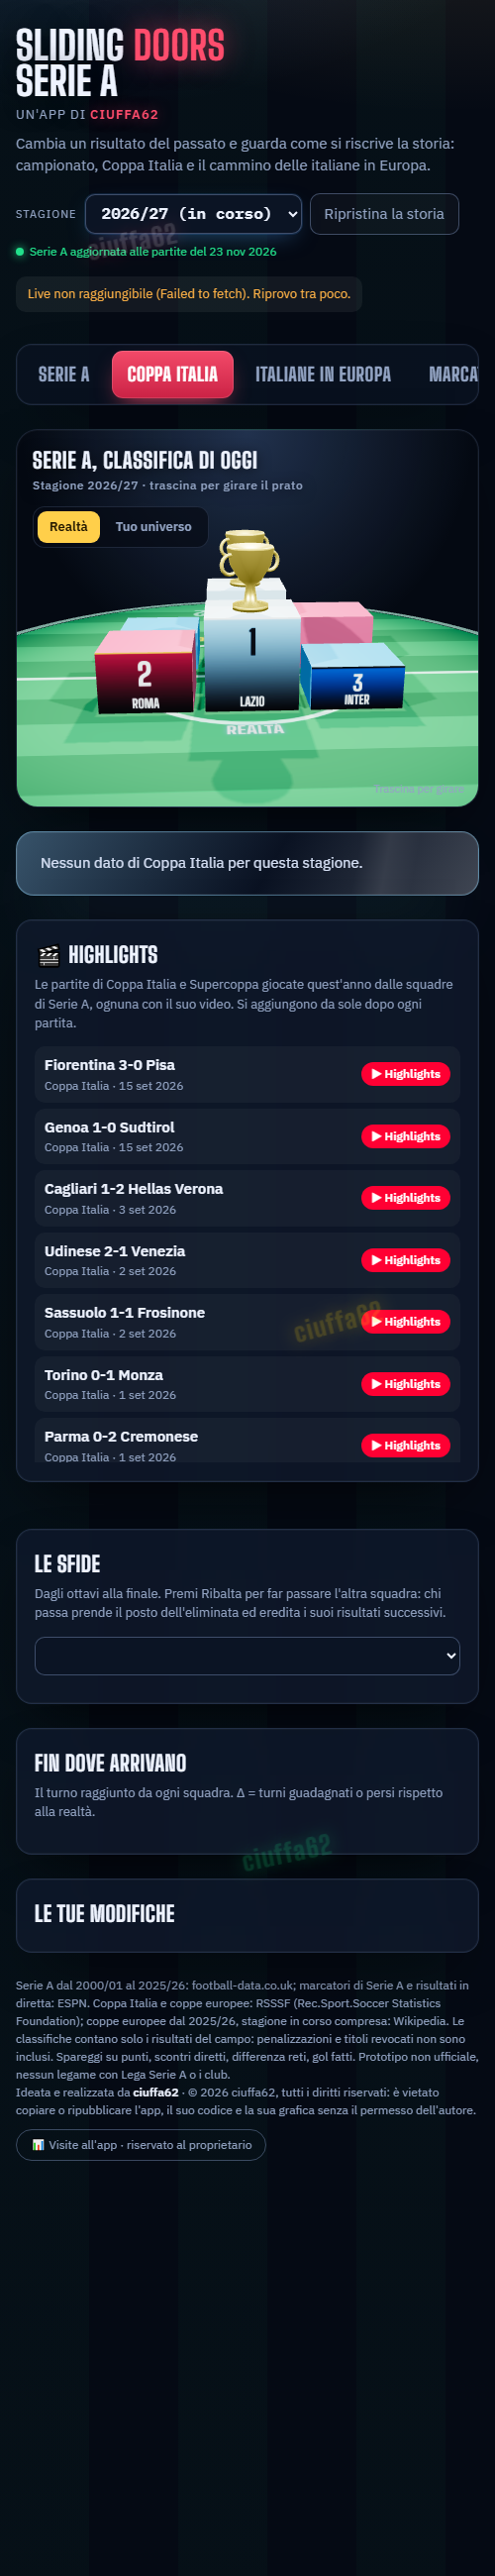 SLIDING DOORS
SERIE A
UN'APP DI CIUFFA62
Cambia un risultato del passato e guarda come si riscrive la storia:
campionato, Coppa Italia e il cammino delle italiane in Europa.
STAGIONE 2026/27 (in corso) Ripristina la storia
ciuffa62
Serie A aggiornata alle partite del 23 nov 2026
Live non raggiungibile (Failed to fetch). Riprovo tra poco.
SERIE A COPPA ITALIA ITALIANE IN EUROPA MARCA
SERIE A, CLASSIFICA DI OGGI
Stagione 2026/27 · trascina per girare il prato
Realtà Tuo universo
1
2
3
ROMA LAZIO INTER
REALTÀ
Trascina per girare
Nessun dato di Coppa Italia per questa stagione.
🎬 HIGHLIGHTS
Le partite di Coppa Italia e Supercoppa giocate quest'anno dalle squadre
di Serie A, ognuna con il suo video. Si aggiungono da sole dopo ogni
partita.
Fiorentina 3-0 Pisa
Coppa Italia · 15 set 2026
▶ Highlights
Genoa 1-0 Sudtirol
Coppa Italia · 15 set 2026
▶ Highlights
Cagliari 1-2 Hellas Verona
Coppa Italia · 3 set 2026
▶ Highlights
Udinese 2-1 Venezia
Coppa Italia · 2 set 2026
▶ Highlights
Sassuolo 1-1 Frosinone
Coppa Italia · 2 set 2026
▶ Highlights
ciuffa62
Torino 0-1 Monza
Coppa Italia · 1 set 2026
▶ Highlights
Parma 0-2 Cremonese
Coppa Italia · 1 set 2026
▶ Highlights
LE SFIDE
Dagli ottavi alla finale. Premi Ribalta per far passare l'altra squadra: chi
passa prende il posto dell'eliminata ed eredita i suoi risultati successivi.
FIN DOVE ARRIVANO
Il turno raggiunto da ogni squadra. Δ = turni guadagnati o persi rispetto
alla realtà.
ciuffa62
LE TUE MODIFICHE
Serie A dal 2000/01 al 2025/26: football-data.co.uk; marcatori di Serie A e risultati in
diretta: ESPN. Coppa Italia e coppe europee: RSSSF (Rec.Sport.Soccer Statistics
Foundation); coppe europee dal 2025/26, stagione in corso compresa: Wikipedia. Le
classifiche contano solo i risultati del campo: penalizzazioni e titoli revocati non sono
inclusi. Spareggi su punti, scontri diretti, differenza reti, gol fatti. Prototipo non ufficiale,
nessun legame con Lega Serie A o i club.
Ideata e realizzata da ciuffa62 · © 2026 ciuffa62, tutti i diritti riservati: è vietato
copiare o ripubblicare l'app, il suo codice e la sua grafica senza il permesso dell'autore.
📊 Visite all'app · riservato al proprietario